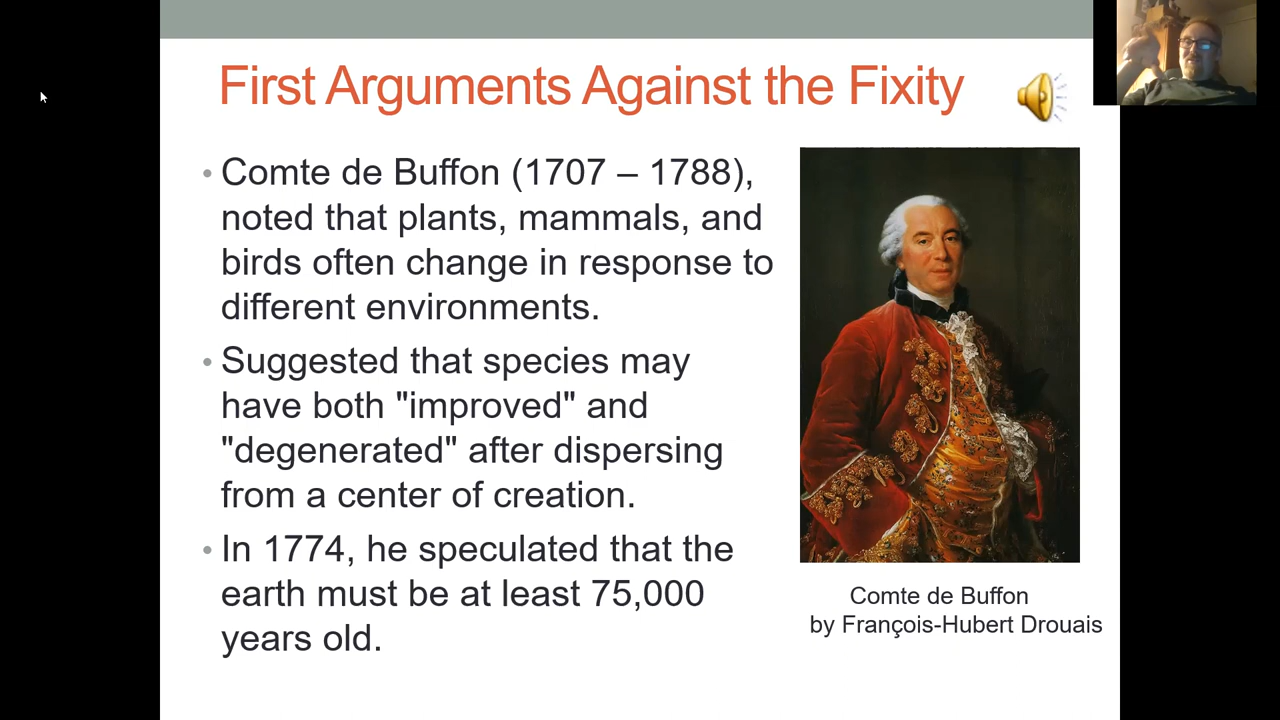 First Arguments Against the Fixity
• Comte de Buffon (1707 – 1788),
noted that plants, mammals, and
birds often change in response to
different environments.
• Suggested that species may
have both "improved" and
"degenerated" after dispersing
from a center of creation.
• In 1774, he speculated that the
earth must be at least 75,000
years old.
Comte de Buffon
by François-Hubert Drouais